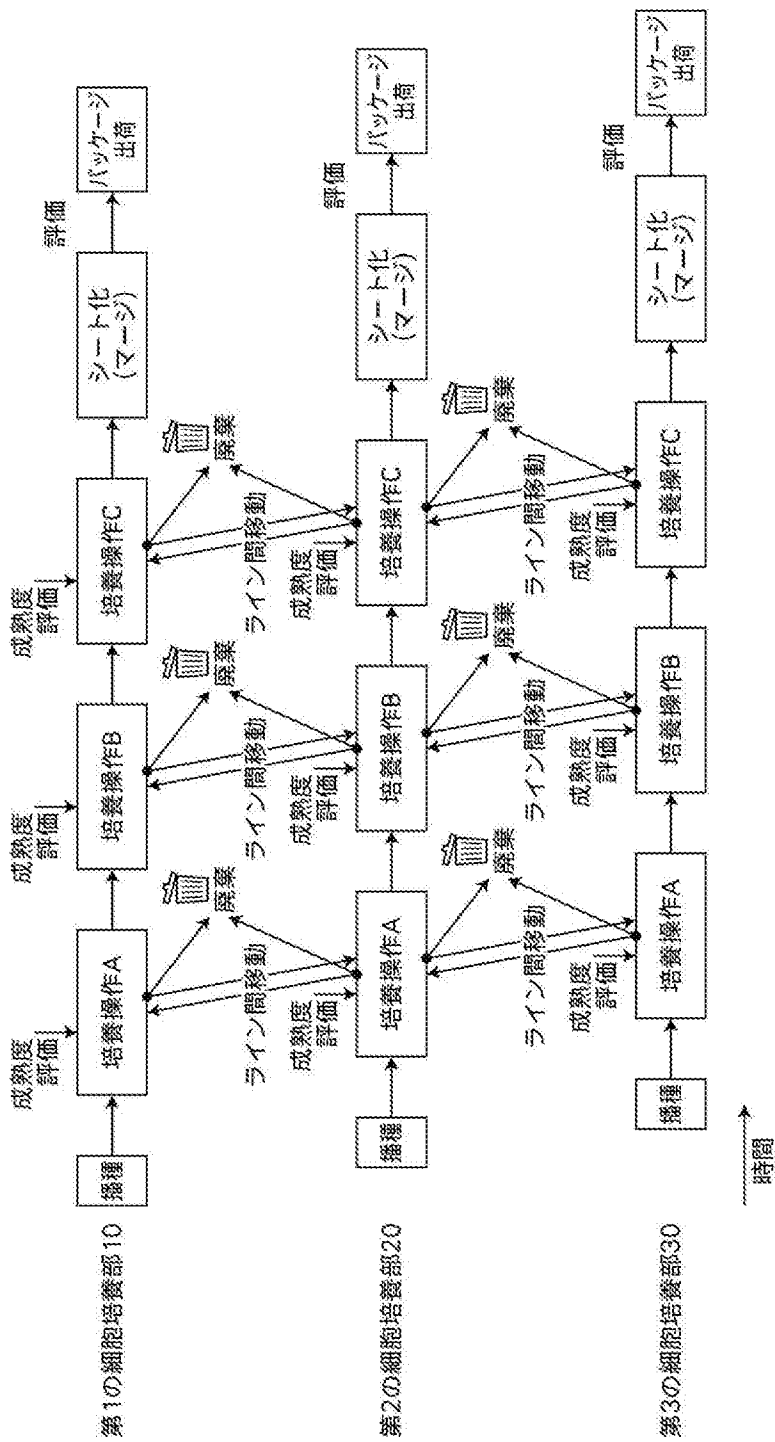 第1の細胞培養部10
播種
成熟度
評価
培養操作A
成熟度
評価
培養操作B
成熟度
評価
培養操作C
シート化
(マージ)
評価
パッケージ
出荷
ライン間移動
廃棄
ライン間移動
廃棄
ライン間移動
廃棄
第2の細胞培養部20
播種
成熟度
評価
培養操作A
成熟度
評価
培養操作B
成熟度
評価
培養操作C
シート化
(マージ)
評価
パッケージ
出荷
ライン間移動
廃棄
ライン間移動
廃棄
ライン間移動
廃棄
第3の細胞培養部30
播種
成熟度
評価
培養操作A
成熟度
評価
培養操作B
成熟度
評価
培養操作C
シート化
(マージ)
評価
パッケージ
出荷
時間